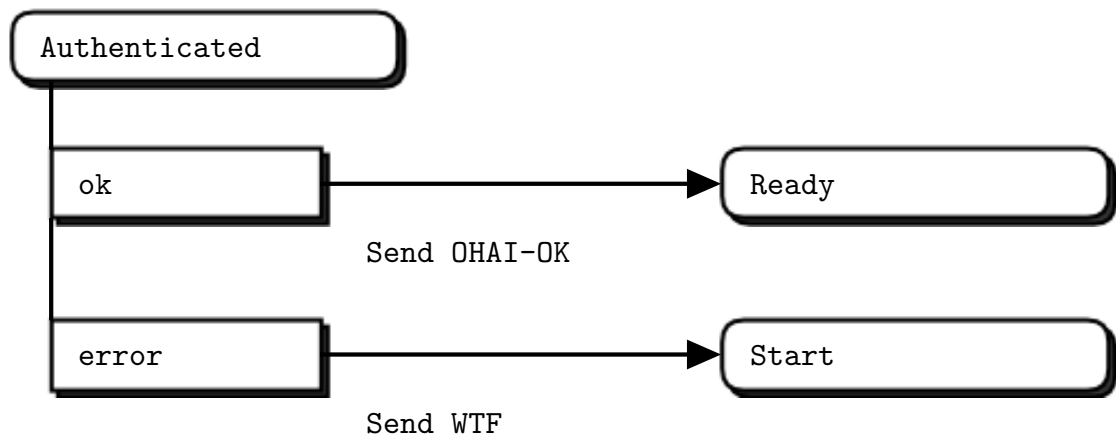 Authenticated
ok
Ready
Send OHAI-OK
error
Start
Send WTF